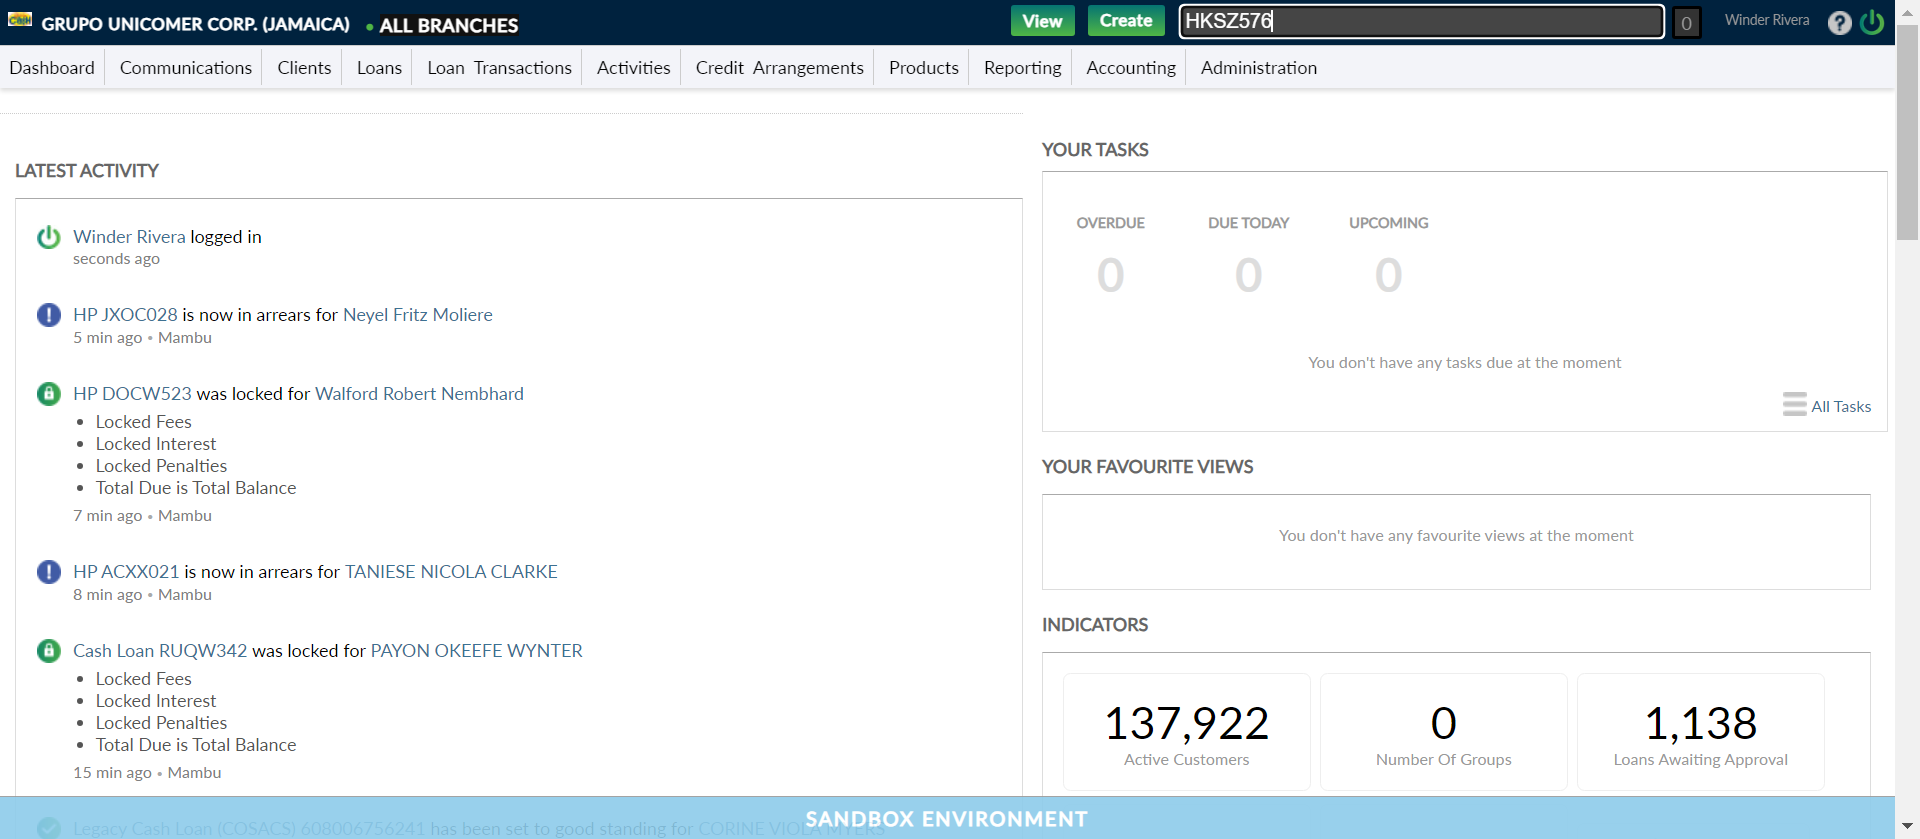 GRUPO UNICOMER CORP. (JAMAICA) • ALL BRANCHES
View Create HKSZ576 0 Winder Rivera ?
Dashboard Communications Clients Loans Loan Transactions Activities Credit Arrangements Products Reporting Accounting Administration
LATEST ACTIVITY
Winder Rivera logged in
seconds ago
HP JXOC028 is now in arrears for Neyel Fritz Moliere
5 min ago • Mambu
HP DOCW523 was locked for Walford Robert Nembhard
• Locked Fees
• Locked Interest
• Locked Penalties
• Total Due is Total Balance
7 min ago • Mambu
HP ACXX021 is now in arrears for TANIESE NICOLA CLARKE
8 min ago • Mambu
Cash Loan RUQW342 was locked for PAYON OKEEFE WYNTER
• Locked Fees
• Locked Interest
• Locked Penalties
• Total Due is Total Balance
15 min ago • Mambu
Legacy Cash Loan (COSACS) 608006756241 has been set to good standing for CORINE VIOLA MYERS
YOUR TASKS
OVERDUE DUE TODAY UPCOMING
0 0 0
You don't have any tasks due at the moment
All Tasks
YOUR FAVOURITE VIEWS
You don't have any favourite views at the moment
INDICATORS
137,922 0 1,138
Active Customers Number Of Groups Loans Awaiting Approval
SANDBOX ENVIRONMENT